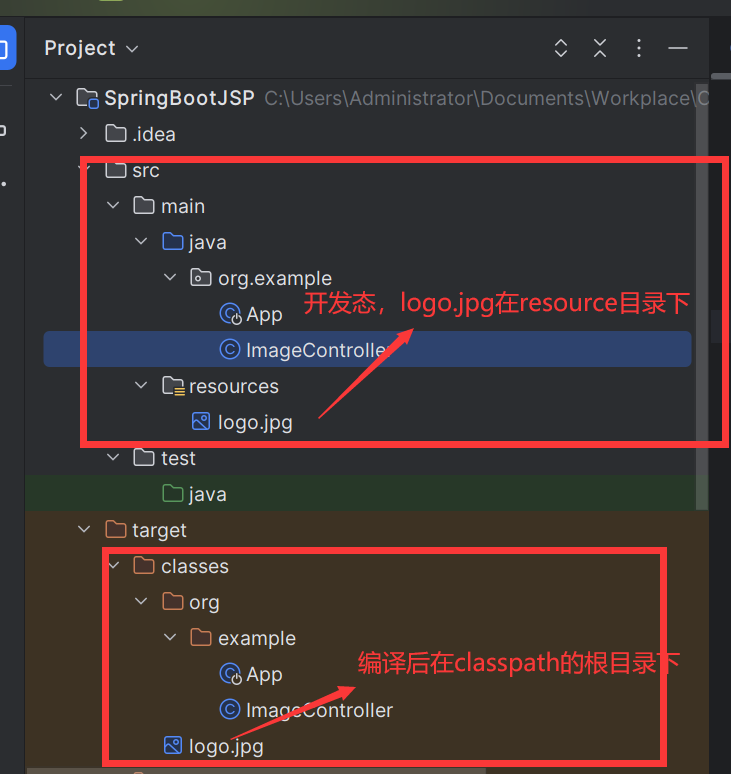 Project
SpringBootJSP C:\Users\Administrator\Documents\Workplace\
.idea
src
main
java
org.example
App
开发态，logo.jpg在resource目录下
ImageController
resources
logo.jpg
test
java
target
classes
org
example
编译后在classpath的根目录下
App
ImageController
logo.jpg